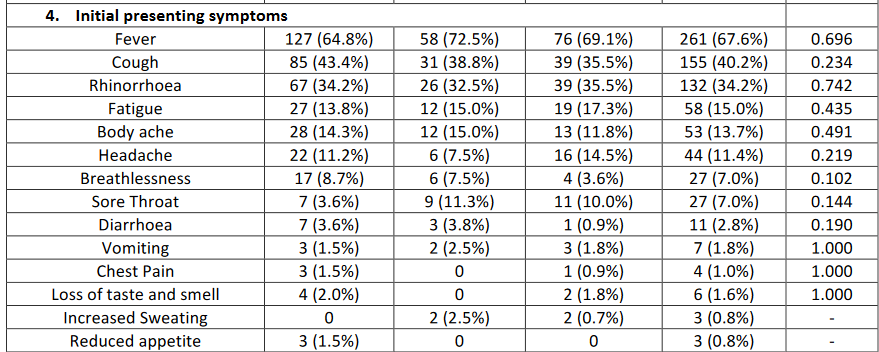 4. Initial presenting symptoms
Fever 127 (64.8%) 58 (72.5%) 76 (69.1%) 261 (67.6%) 0.696
Cough 85 (43.4%) 31 (38.8%) 39 (35.5%) 155 (40.2%) 0.234
Rhinorrhoea 67 (34.2%) 26 (32.5%) 39 (35.5%) 132 (34.2%) 0.742
Fatigue 27 (13.8%) 12 (15.0%) 19 (17.3%) 58 (15.0%) 0.435
Body ache 28 (14.3%) 12 (15.0%) 13 (11.8%) 53 (13.7%) 0.491
Headache 22 (11.2%) 6 (7.5%) 16 (14.5%) 44 (11.4%) 0.219
Breathlessness 17 (8.7%) 6 (7.5%) 4 (3.6%) 27 (7.0%) 0.102
Sore Throat 7 (3.6%) 9 (11.3%) 11 (10.0%) 27 (7.0%) 0.144
Diarrhoea 7 (3.6%) 3 (3.8%) 1 (0.9%) 11 (2.8%) 0.190
Vomiting 3 (1.5%) 2 (2.5%) 3 (1.8%) 7 (1.8%) 1.000
Chest Pain 3 (1.5%) 0 1 (0.9%) 4 (1.0%) 1.000
Loss of taste and smell 4 (2.0%) 0 2 (1.8%) 6 (1.6%) 1.000
Increased Sweating 0 2 (2.5%) 2 (0.7%) 3 (0.8%) -
Reduced appetite 3 (1.5%) 0 0 3 (0.8%) -